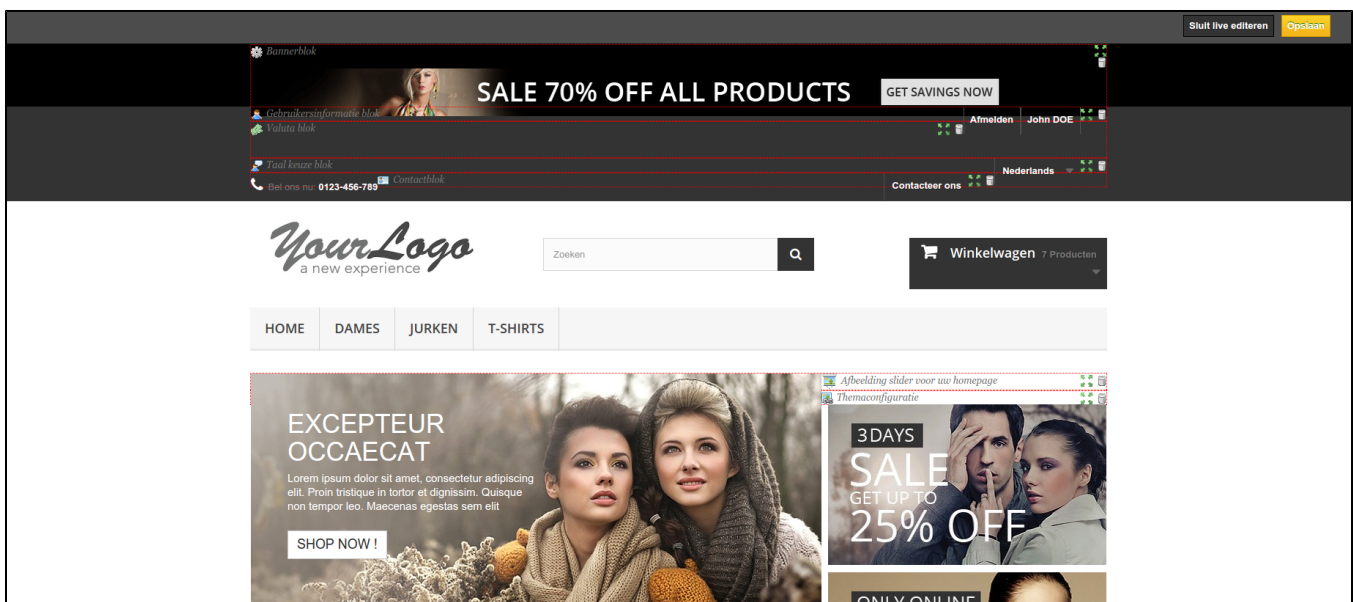 Sluit live editeren
Opslaan
Bannerblok
SALE 70% OFF ALL PRODUCTS
GET SAVINGS NOW
Gebruikersinformatie blok
Afmelden
John DOE
Valuta blok
Taal keuze blok
Nederlands
Bel ons nu: 0123-456-789
Contactblok
Contacteer ons
YourLogo
a new experience
Zoeken
Winkelwagen 7 Producten
HOME
DAMES
JURKEN
T-SHIRTS
Afbeelding slider voor uw homepage
Themaconfiguratie
EXCEPTEUR
OCCAECAT
Lorem ipsum dolor sit amet, consectetur adipiscing
elit. Proin tristique in tortor et dignissim. Quisque
non tempor leo. Maecenas egestas sem elit
SHOP NOW !
3 DAYS
SALE
GET UP TO
25% OFF
ONLY ONLINE